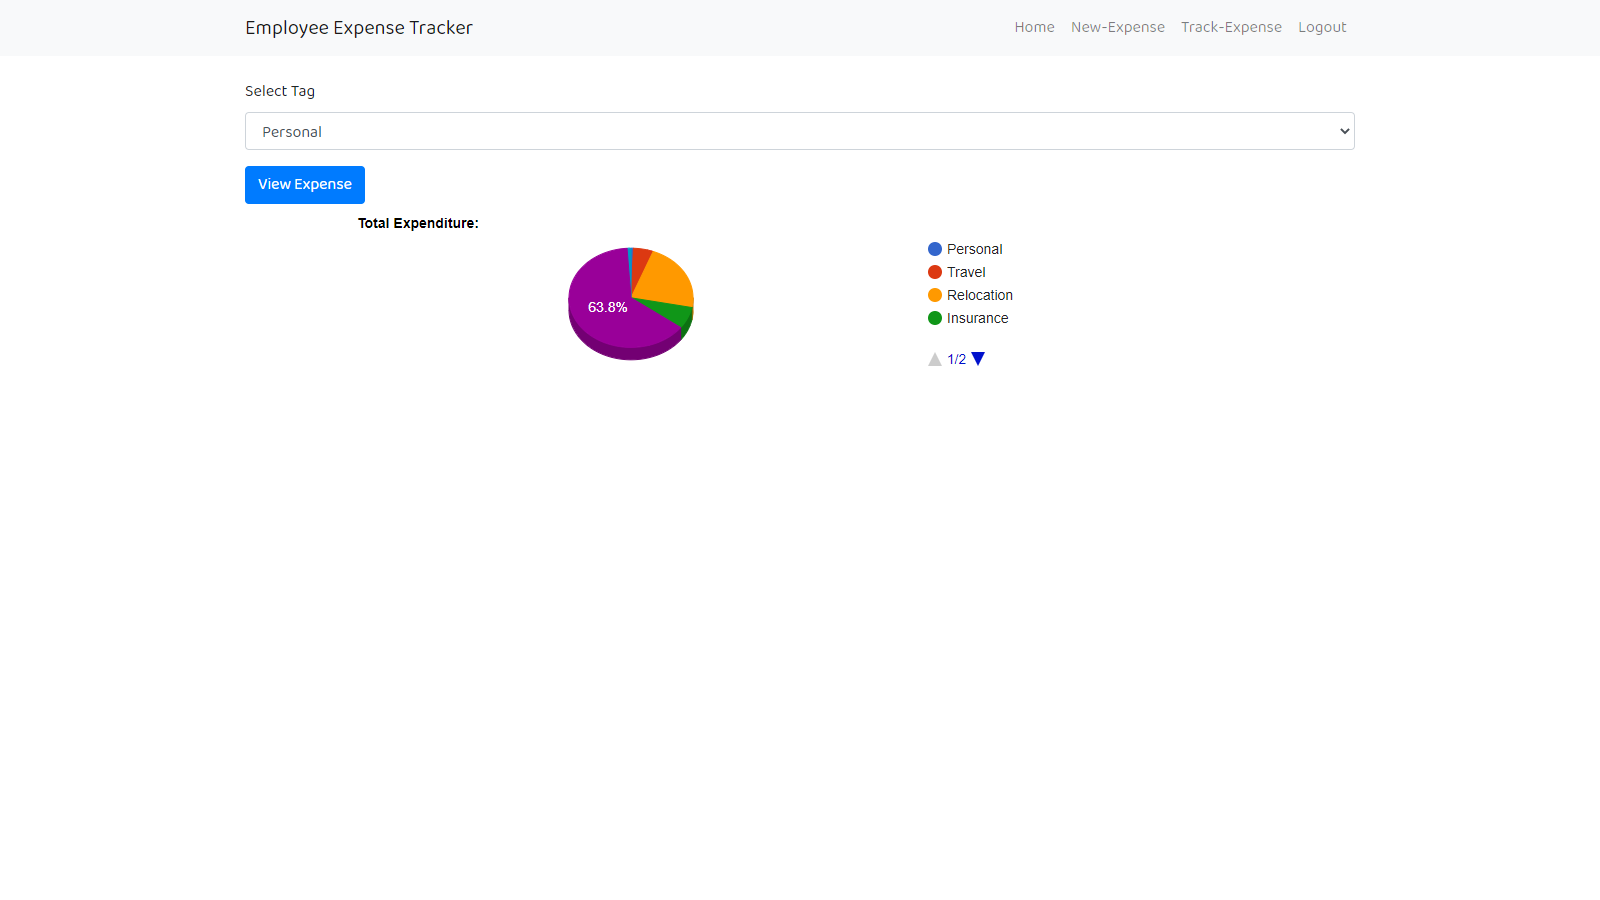 Employee Expense Tracker
Home New-Expense Track-Expense Logout
Select Tag
Personal
View Expense
Total Expenditure:
63.8%
Personal
Travel
Relocation
Insurance
1/2